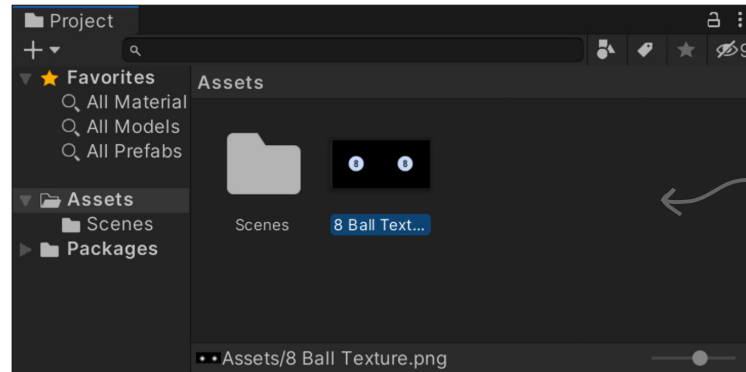 Project
9
Favorites
All Material
All Models
All Prefabs
Assets
Scenes
Packages
Assets
8 8
Scenes
8 Ball Text...
Assets/8 Ball Texture.png